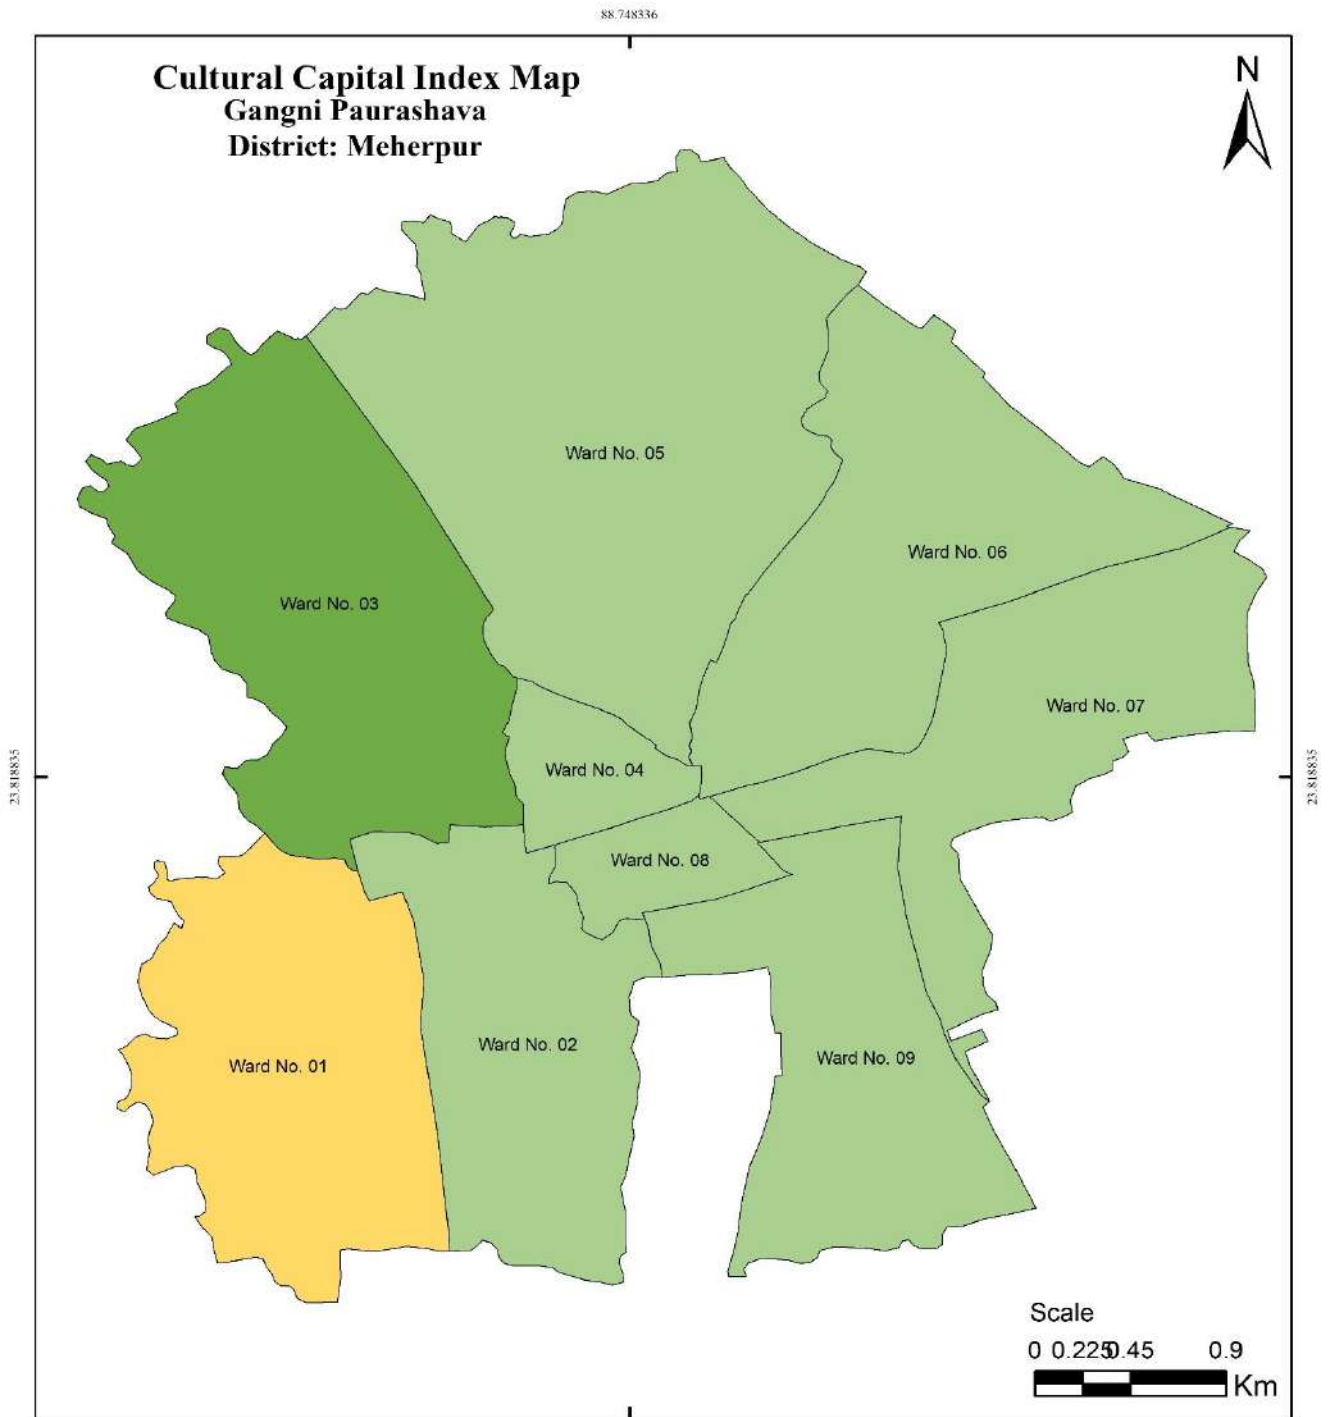 88.748336
Cultural Capital Index Map
Gangni Paurashava
District: Meherpur
N
Ward No. 05
Ward No. 06
Ward No. 03
Ward No. 07
23.818835
Ward No. 04
23.818835
Ward No. 08
Ward No. 02
Ward No. 09
Ward No. 01
Scale
0 0.225 0.45 0.9
Km